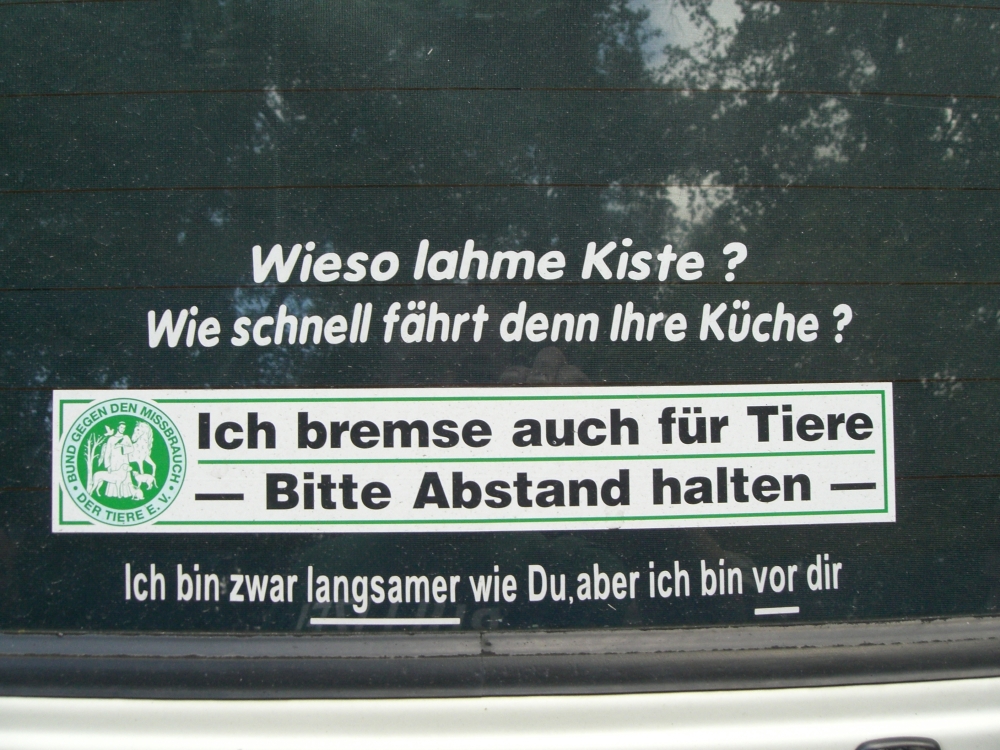 Wieso lahme Kiste ?
Wie schnell fährt denn Ihre Küche ?
BUND GEGEN DEN MISSBRAUCH
• DER TIERE E. V. •
Ich bremse auch für Tiere
— Bitte Abstand halten —
Ich bin zwar langsamer wie Du,aber ich bin vor dir